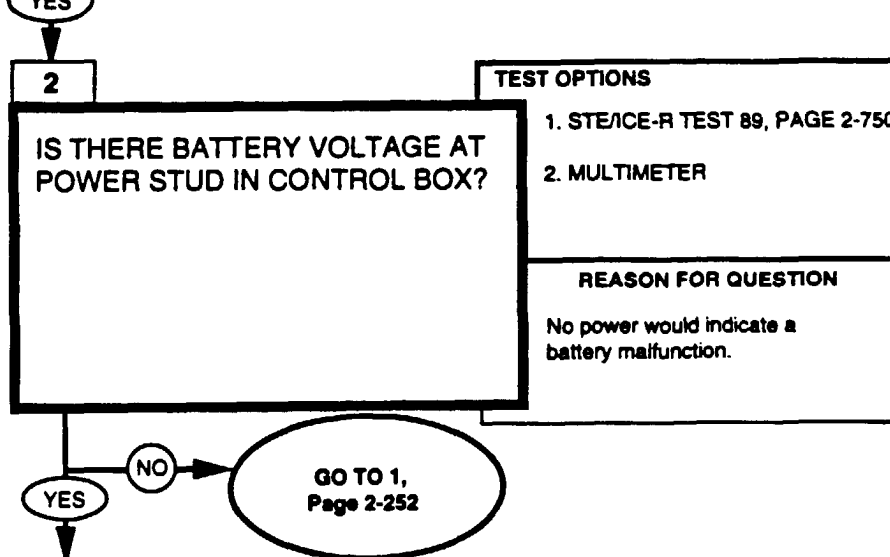 YES
2
IS THERE BATTERY VOLTAGE AT
POWER STUD IN CONTROL BOX?
TEST OPTIONS
1. STE/ICE-R TEST 89, PAGE 2-750
2. MULTIMETER
REASON FOR QUESTION
No power would indicate a
battery malfunction.
NO
GO TO 1,
Page 2-252
YES